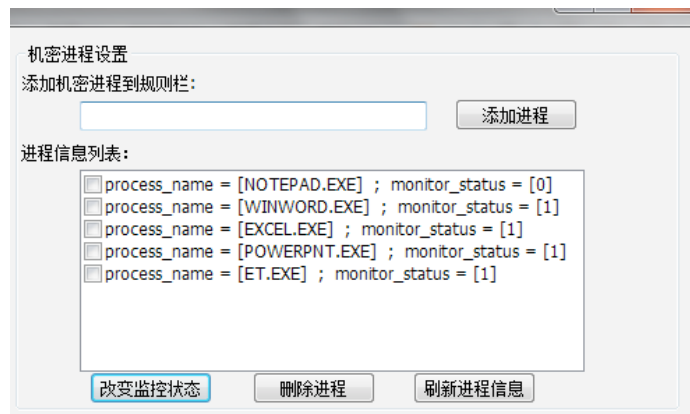 机密进程设置
添加机密进程到规则栏：
添加进程
进程信息列表：
process_name = [NOTEPAD.EXE] ; monitor_status = [0]
process_name = [WINWORD.EXE] ; monitor_status = [1]
process_name = [EXCEL.EXE] ; monitor_status = [1]
process_name = [POWERPNT.EXE] ; monitor_status = [1]
process_name = [ET.EXE] ; monitor_status = [1]
改变监控状态 删除进程 刷新进程信息